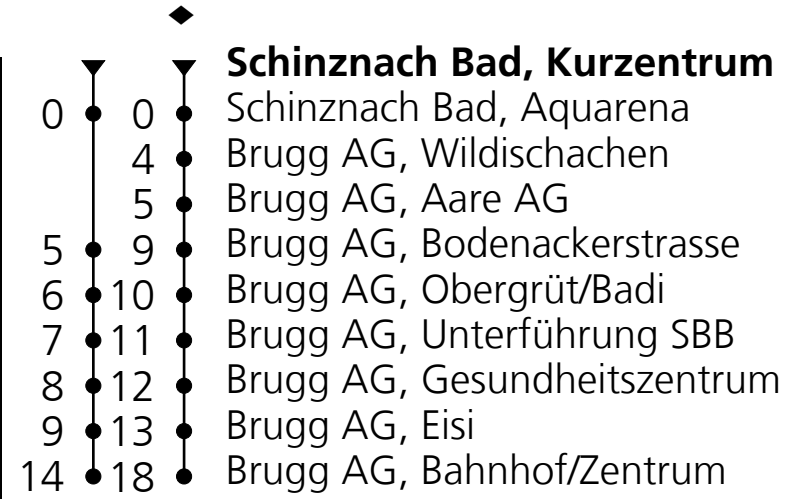 Schinznach Bad, Kurzentrum
0 0 Schinznach Bad, Aquarena
4 Brugg AG, Wildischachen
5 Brugg AG, Aare AG
5 9 Brugg AG, Bodenackerstrasse
6 10 Brugg AG, Obergrüt/Badi
7 11 Brugg AG, Unterführung SBB
8 12 Brugg AG, Gesundheitszentrum
9 13 Brugg AG, Eisi
14 18 Brugg AG, Bahnhof/Zentrum